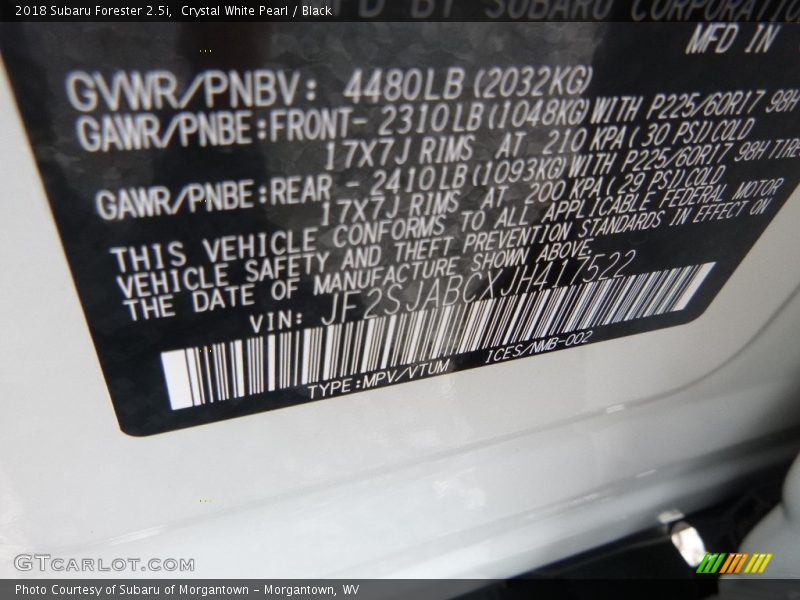 2018 Subaru Forester 2.5i, Crystal White Pearl / Black
BY SUBARU CORPORATION
MFD IN
GVWR/PNBV: 4480LB (2032KG)
GAWR/PNBE:FRONT- 2310LB (1048KG) WITH P225/60R17 98H
17X7J RIMS AT 210 KPA (30 PSI) COLD
GAWR/PNBE:REAR - 2410LB (1093KG) WITH P225/60R17 98H TIRE
17X7J RIMS AT 200 KPA (29 PSI) COLD
THIS VEHICLE CONFORMS TO ALL APPLICABLE FEDERAL MOTOR
VEHICLE SAFETY AND THEFT PREVENTION STANDARDS IN EFFECT ON
THE DATE OF MANUFACTURE SHOWN ABOVE.
VIN: JF2SJABCXJH417522
TYPE:MPV/VTUM ICES/NMB-002
GTCARLOT.COM
Photo Courtesy of Subaru of Morgantown - Morgantown, WV